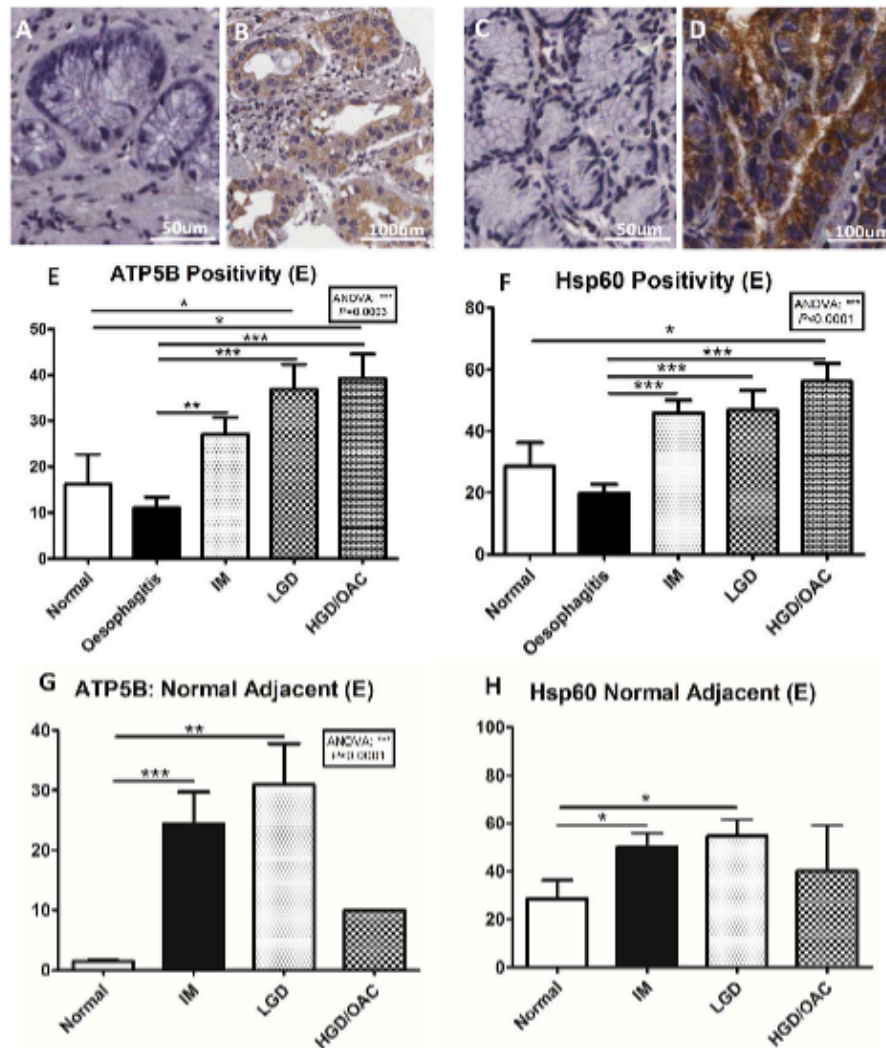 A
B
C
D
50um
100um
50um
100um
E
ATP5B Positivity (E)
ANOVA: ***
P=0.0003
*
*
***
***
**
50
40
30
20
10
0
Normal
Oesophagitis
IM
LGD
HGD/OAC
F
Hsp60 Positivity (E)
ANOVA: ***
P<0.0001
*
***
***
***
80
60
40
20
0
Normal
Oesophagitis
IM
LGD
HGD/OAC
G
ATP5B: Normal Adjacent (E)
ANOVA: ***
P<0.0001
**
***
40
30
20
10
0
Normal
IM
LGD
HGD/OAC
H
Hsp60 Normal Adjacent (E)
*
*
100
80
60
40
20
0
Normal
IM
LGD
HGD/OAC